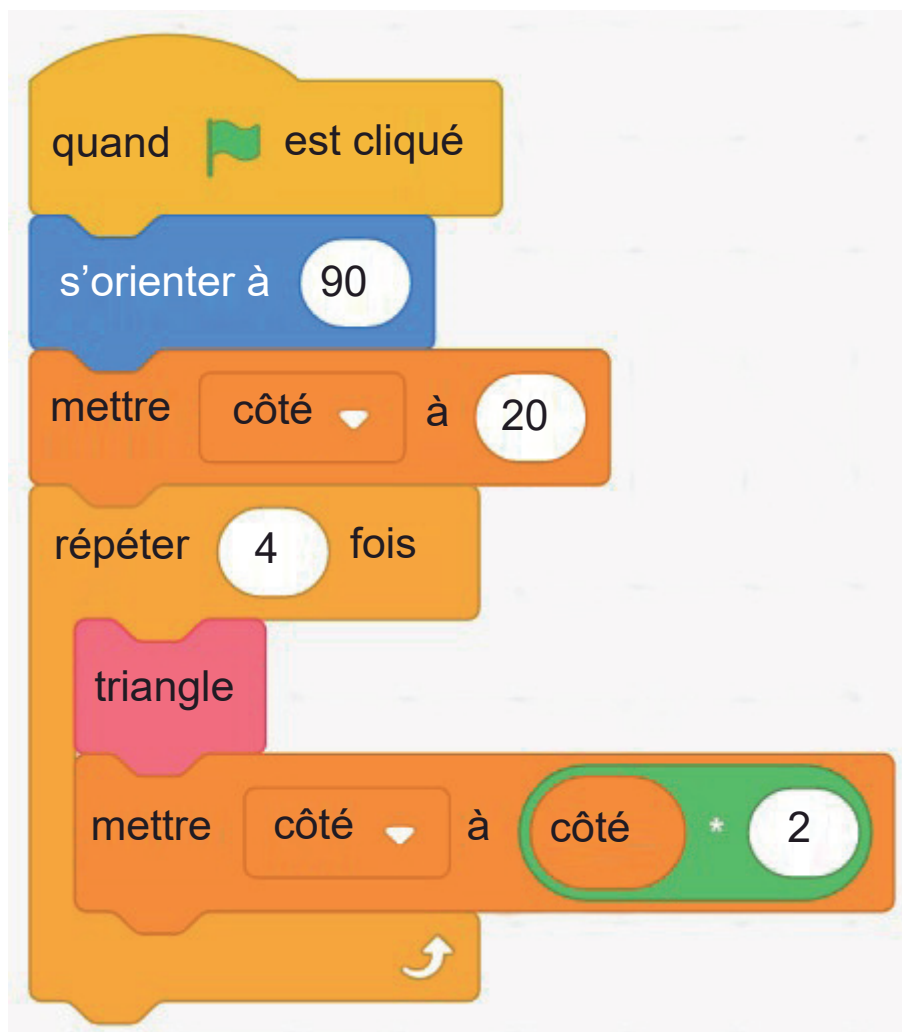 quand est cliqué
s’orienter à 90
mettre côté à 20
répéter 4 fois
triangle
mettre côté à côté * 2